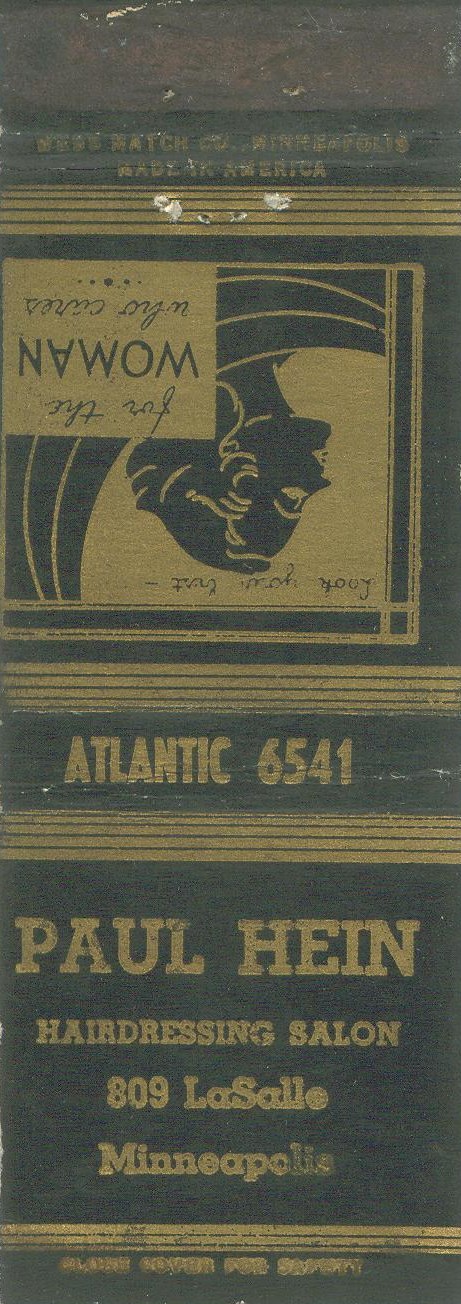 WEBB MATCH CO., MINNEAPOLIS
MADE IN AMERICA
Look your best -
for the
WOMAN
who cares
....
ATLANTIC 6541
PAUL HEIN
HAIRDRESSING SALON
809 LaSalle
Minneapolis
CLOSE COVER FOR SAFETY